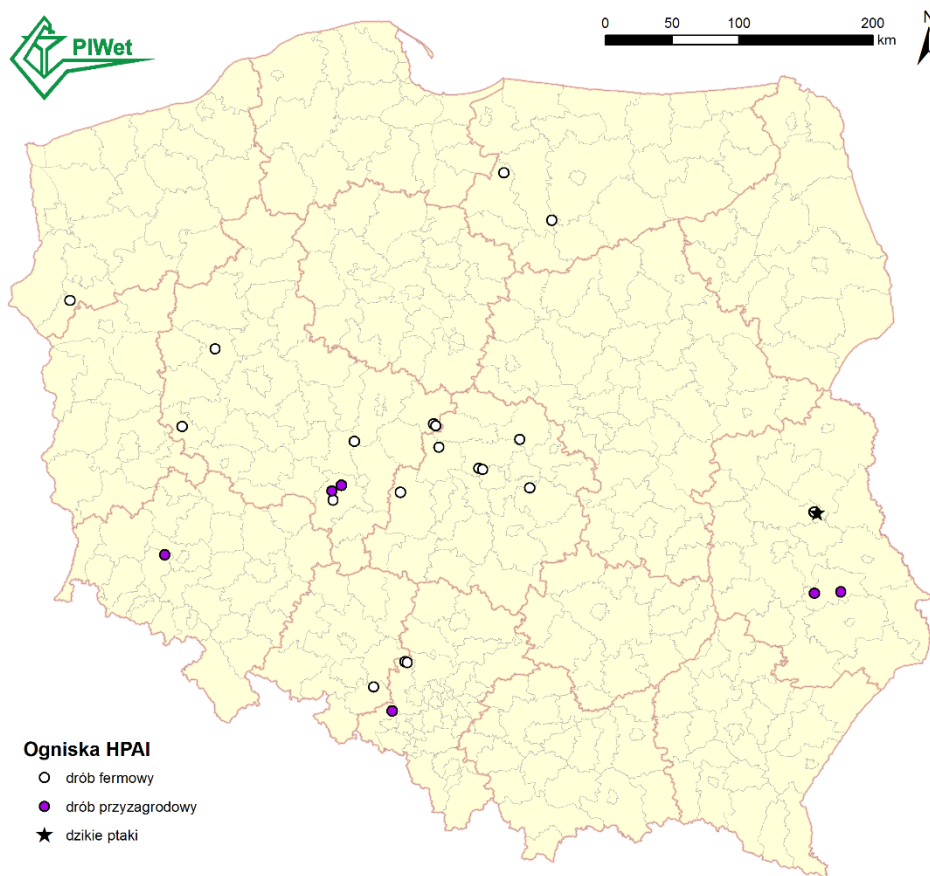 PIWet
0 50 100 200
km
N
Ogniska HPAI
drób fermowy
drób przyzagrodowy
dzikie ptaki